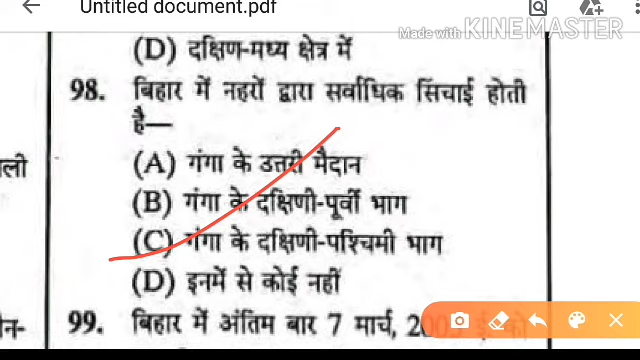 Untitled document.pdf
Made with KINEMASTER
(D) दक्षिण-मध्य क्षेत्र में
98. बिहार में नहरों द्वारा सर्वाधिक सिंचाई होती
है—
ली
(A) गंगा के उत्तरी मैदान
(B) गंगा के दक्षिणी-पूर्वी भाग
(C) गंगा के दक्षिणी-पश्चिमी भाग
(D) इनमें से कोई नहीं
न-
99. बिहार में अंतिम बार 7 मार्च,